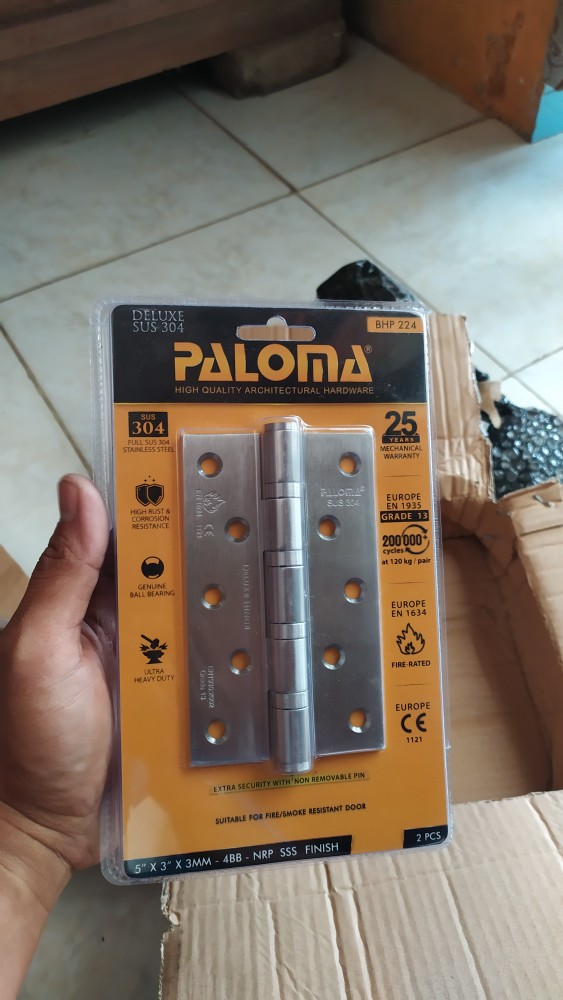 DELUXE
SUS 304
BHP 224
PALOMA®
HIGH QUALITY ARCHITECTURAL HARDWARE
SUS
304
FULL SUS 304
STAINLESS STEEL
HIGH RUST &
CORROSION
RESISTANCE
GENUINE
BALL BEARING
ULTRA
HEAVY DUTY
PALOMA®
SUS 304
CE
25
YEARS
MECHANICAL
WARRANTY
EUROPE
EN 1935
GRADE 13
200'000+
cycles
at 120 kg / pair
EUROPE
EN 1634
FIRE-RATED
EUROPE
CE
1121
EXTRA SECURITY WITH NON REMOVABLE PIN
SUITABLE FOR FIRE/SMOKE RESISTANT DOOR
5" X 3" X 3MM - 4BB - NRP SSS FINISH
2 PCS